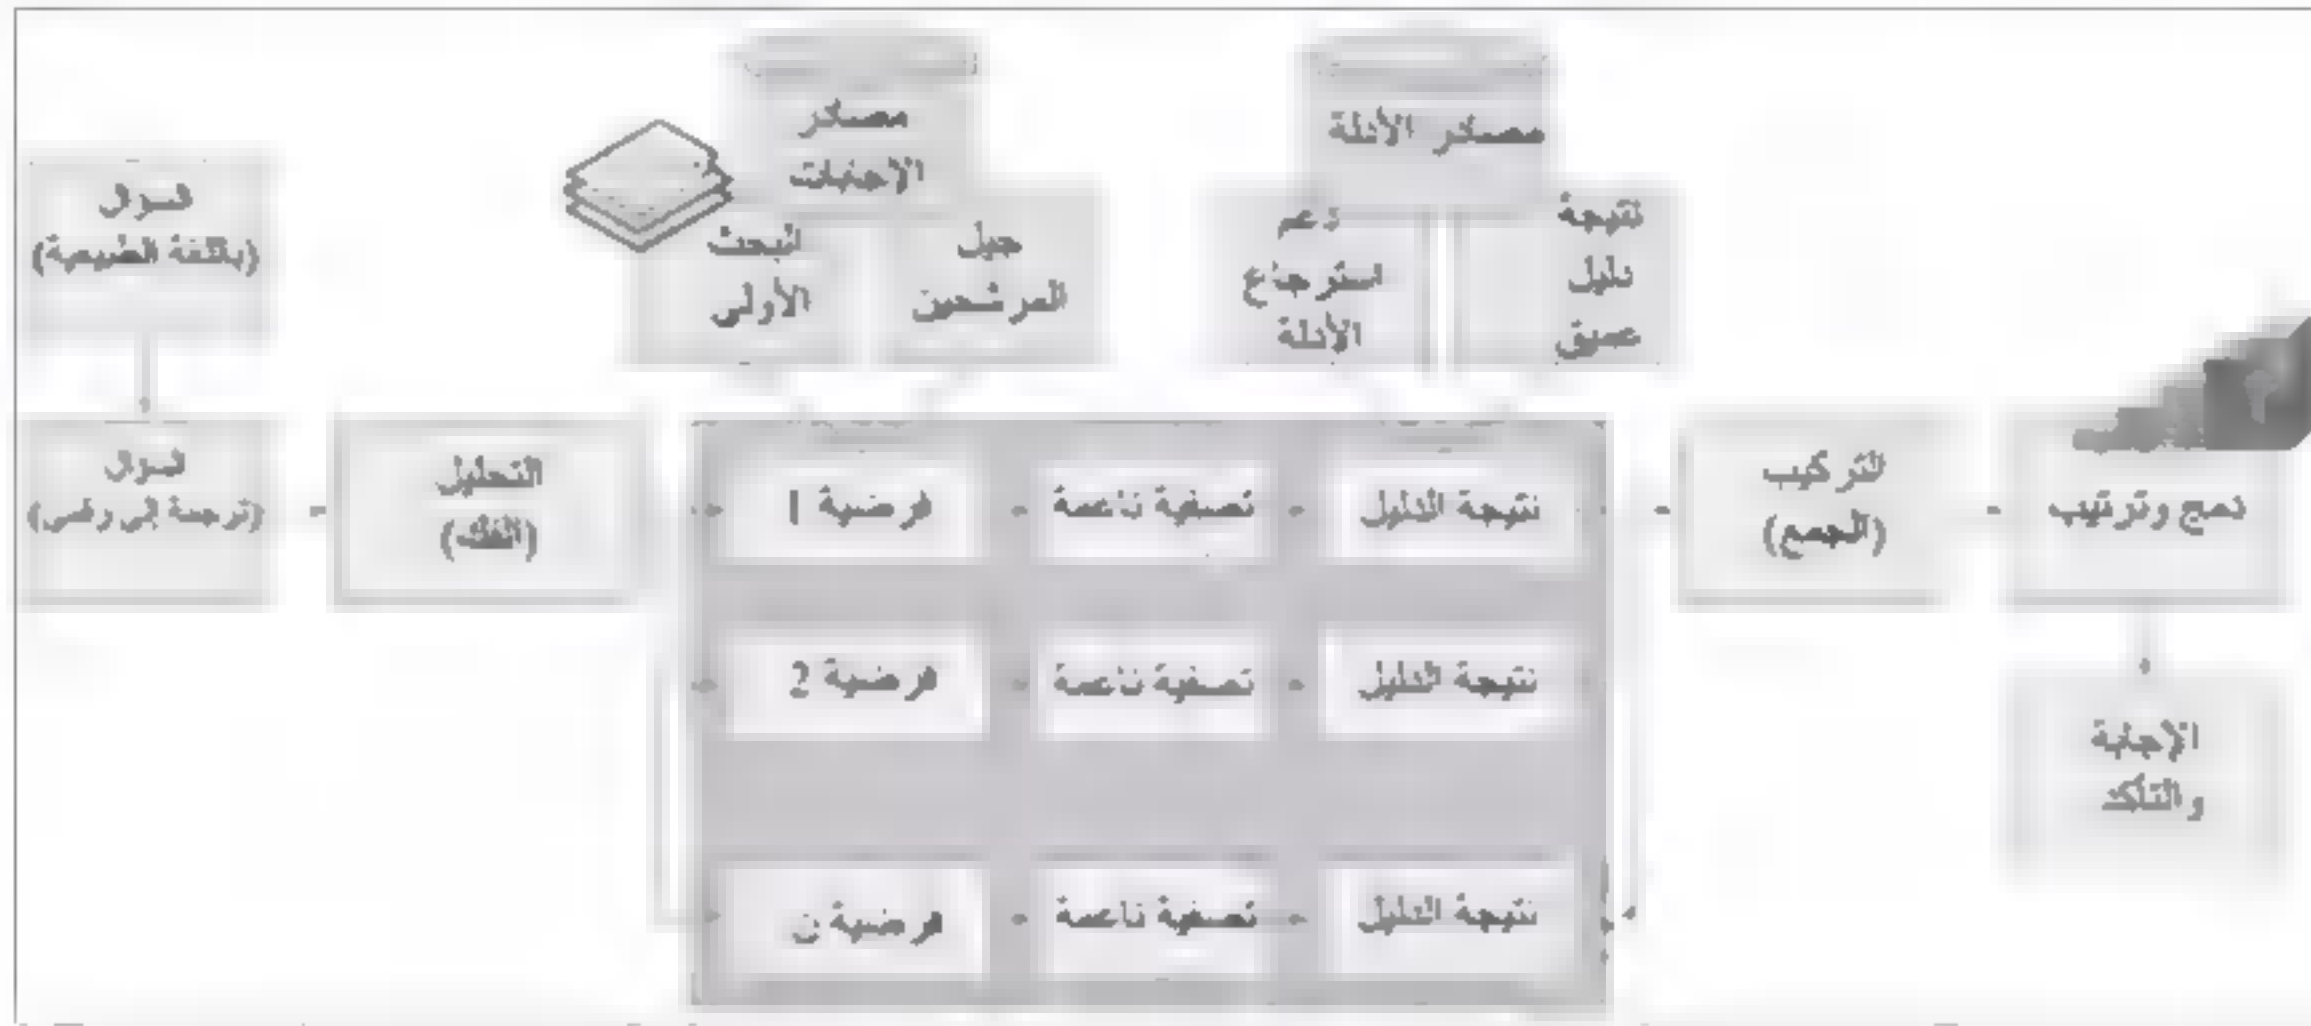 السؤال
(باللغة الطبيعية)
السؤال
(ترجمة إلى رقمي)
التحليل
(الفك)
مصادر
الإجابات
البحث
الأولي
جيل
المرشحين
مصادر الأدلة
دعم
استرجاع
الأدلة
نتيجة
دليل
عميق
فرضية 1
تصفية ناعمة
نتيجة الدليل
فرضية 2
تصفية ناعمة
نتيجة الدليل
فرضية ن
تصفية ناعمة
نتيجة الدليل
التركيب
(الجمع)
دمج وترتيب
الإجابة
والتأكد